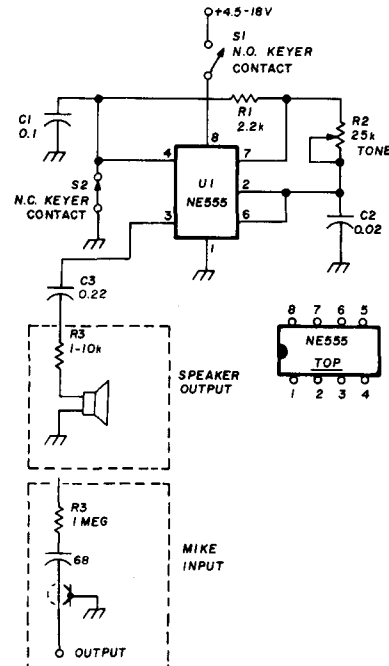 +4.5-18V
S1
N.O. KEYER
CONTACT
C1
0.1
R1
2.2k
R2
25k
TONE
8
4
7
U1
NE555
2
S2
N.C. KEYER
CONTACT
3
6
1
C2
0.02
C3
0.22
R3
1-10k
SPEAKER
OUTPUT
8 7 6 5
NE555
TOP
1 2 3 4
R3
1 MEG
68
MIKE
INPUT
OUTPUT